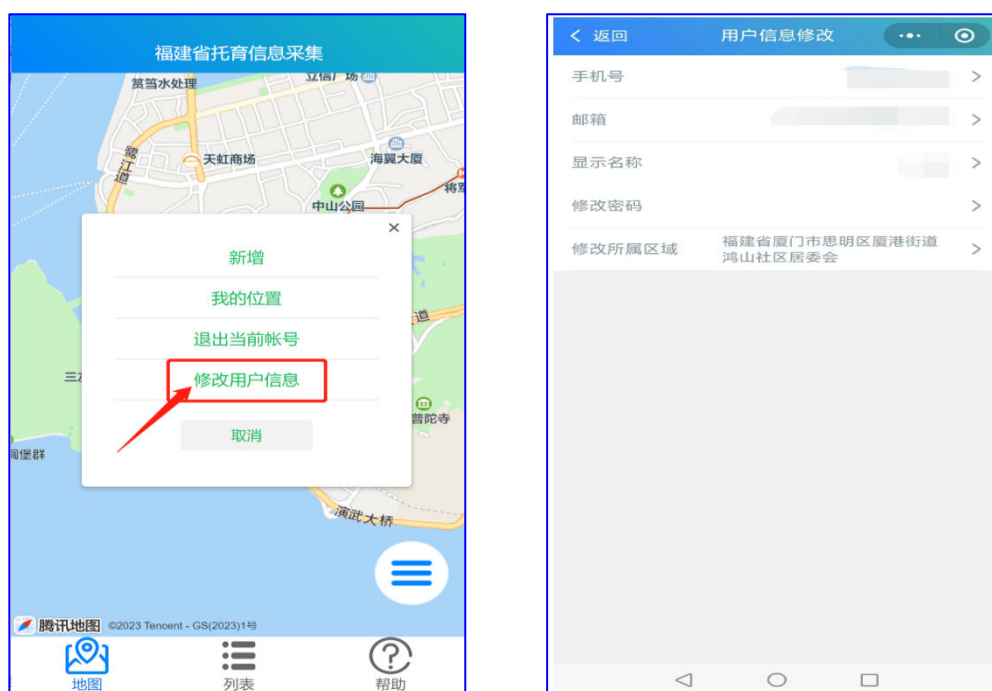 福建省托育信息采集
筼筜水处理
鹭江道
天虹商场
海翼大厦
中山公园
×
新增
我的位置
道
退出当前帐号
修改用户信息
普陀寺
取消
演武大桥
腾讯地图 ©2023 Tencent - GS(2023)1号
地图 列表 帮助
< 返回 用户信息修改
手机号 >
邮箱 >
显示名称 >
修改密码 >
修改所属区域 福建省厦门市思明区厦港街道 >
鸿山社区居委会